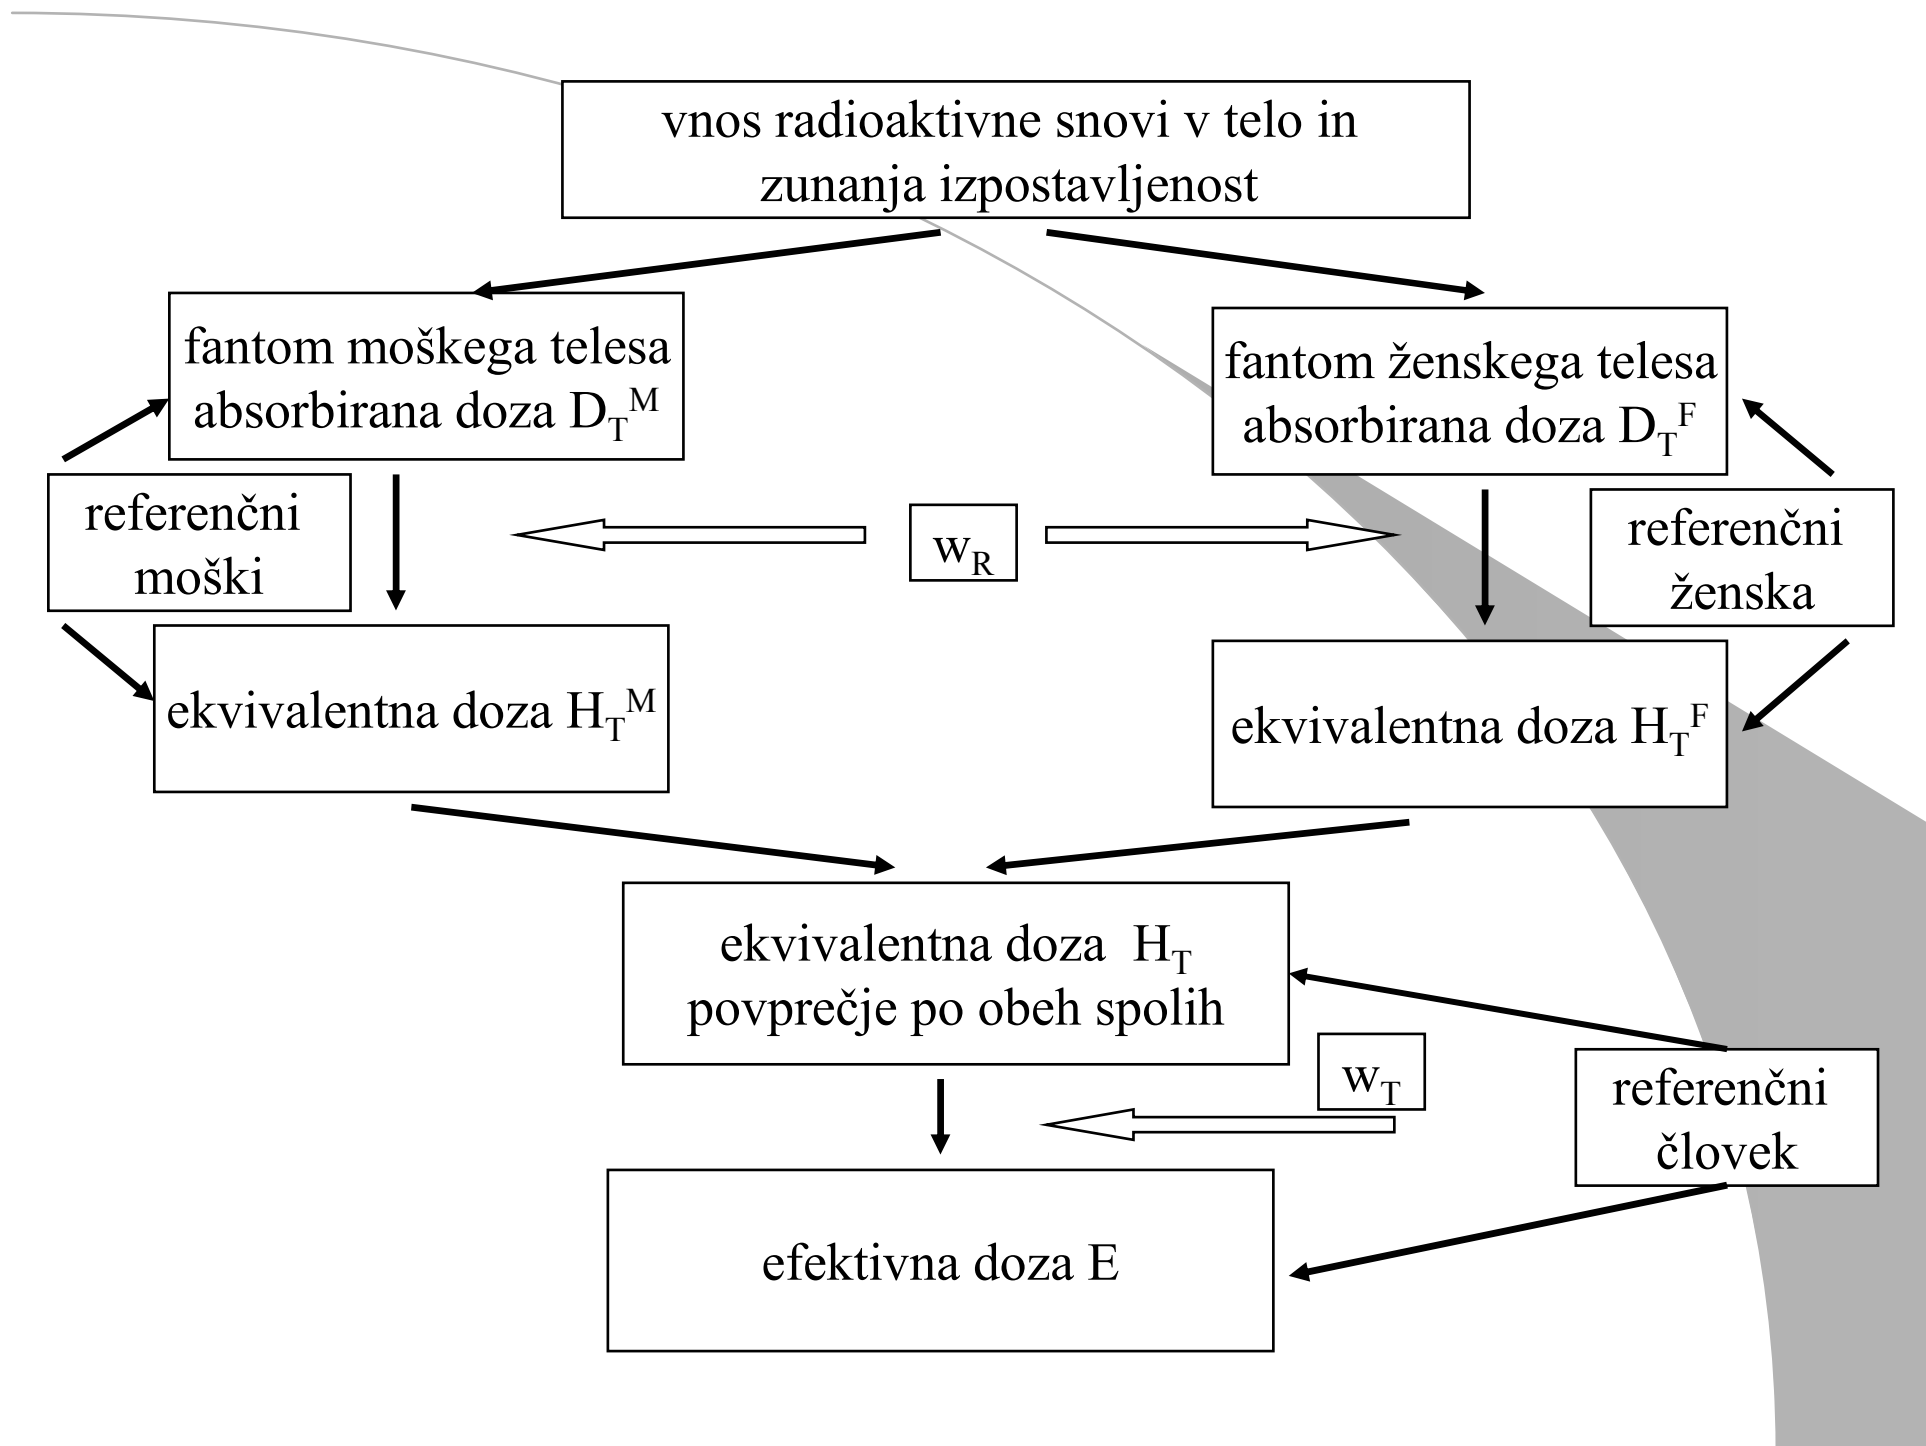 vnos radioaktivne snovi v telo in
zunanja izpostavljenost
fantom moškega telesa
absorbirana doza D_T^M
fantom ženskega telesa
absorbirana doza D_T^F
referenčni
moški
w_R
referenčni
ženska
ekvivalentna doza H_T^M
ekvivalentna doza H_T^F
ekvivalentna doza H_T
povprečje po obeh spolih
w_T
referenčni
človek
efektivna doza E